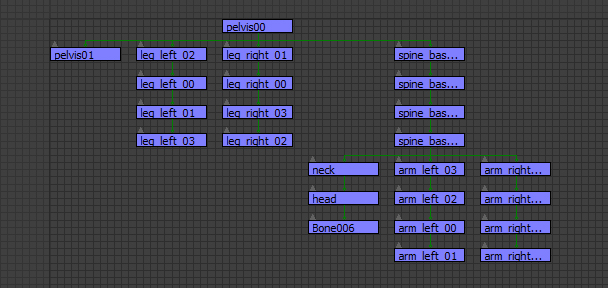 pelvis00
pelvis01 leg_left_02 leg_right_01 spine_bas...
leg_left_00 leg_right_00 spine_bas...
leg_left_01 leg_right_03 spine_bas...
leg_left_03 leg_right_02 spine_bas...
neck arm_left_03 arm_right...
head arm_left_02 arm_right...
Bone006 arm_left_00 arm_right...
arm_left_01 arm_right...